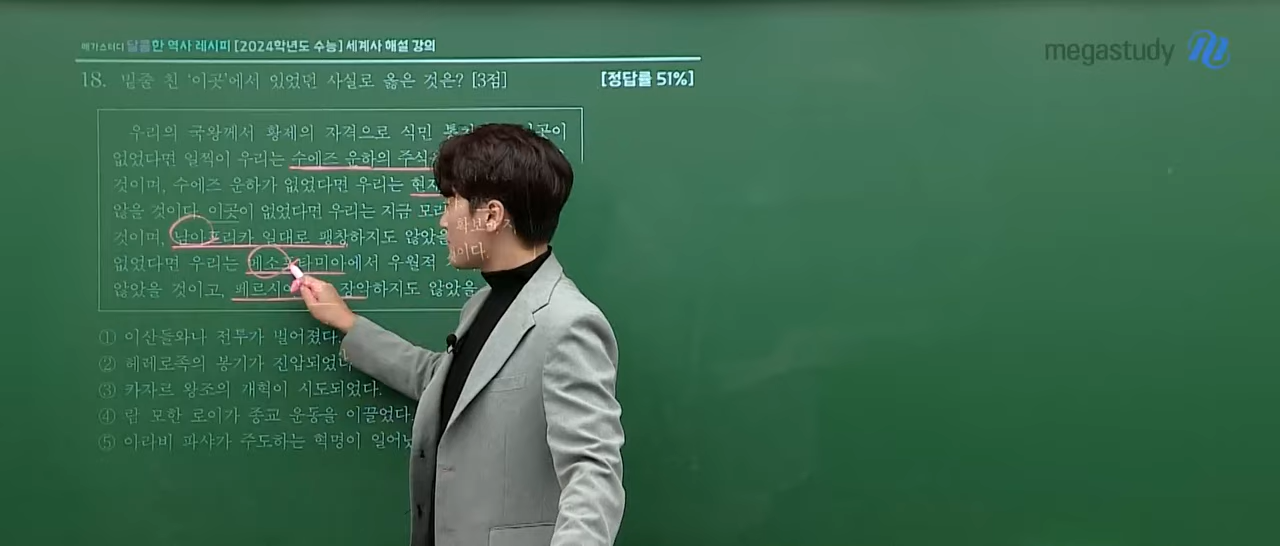 메가스터디 달콤한 역사 레시피 [2024학년도 수능] 세계사 해설 강의
megastudy
18. 밑줄 친 '이곳'에서 있었던 사실로 옳은 것은? [3점]
[정답률 51%]
우리의 국왕께서 황제의 자격으로 식민
없었다면 일찍이 우리는 수에즈 운하의 주식
것이며, 수에즈 운하가 없었다면 우리는 현재
않을 것이다. 이곳이 없었다면 우리는 지금 모리 확보하지
것이며, 남아프리카 일대로 팽창하지도 않았을 것이다.
없었다면 우리는 메소포타미아에서 우월적
않았을 것이고, 페르시아 장악하지도 않았을
① 이산들와나 전투가 벌어졌다.
② 헤레로족의 봉기가 진압되었다
③ 카자르 왕조의 개혁이 시도되었다.
④ 람 모한 로이가 종교 운동을 이끌었다.
⑤ 아라비 파샤가 주도하는 혁명이